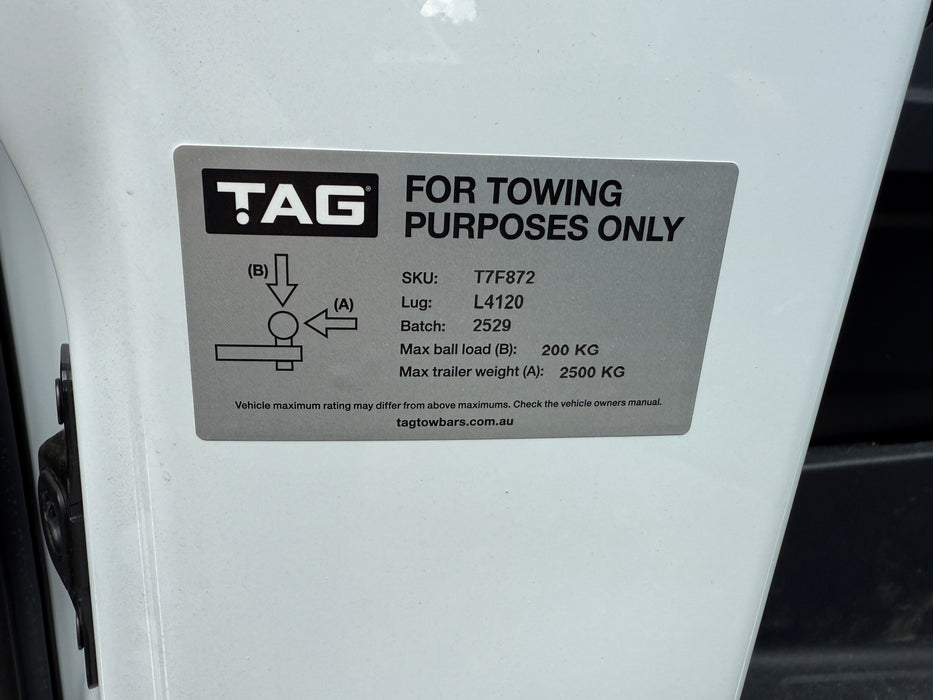 TAG®
FOR TOWING
PURPOSES ONLY
(B)
(A)
SKU: T7F872
Lug: L4120
Batch: 2529
Max ball load (B): 200 KG
Max trailer weight (A): 2500 KG
Vehicle maximum rating may differ from above maximums. Check the vehicle owners manual.
tagtowbars.com.au